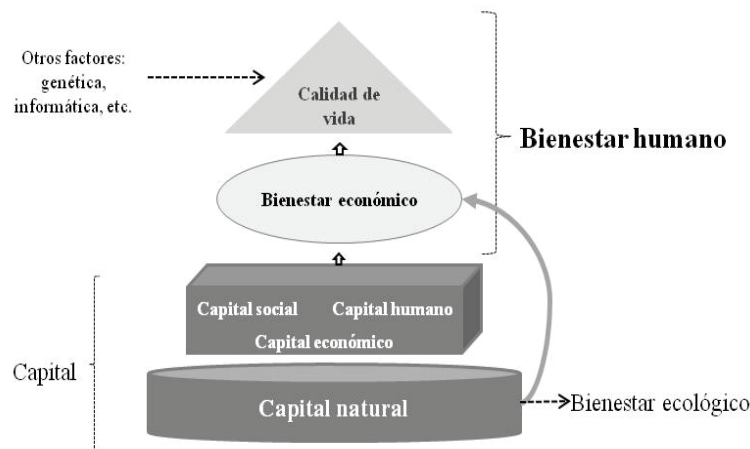 Otros factores:
genética,
informática, etc.
Calidad de
vida
Bienestar humano
Bienestar económico
Capital social Capital humano
Capital económico
Capital
Capital natural
Bienestar ecológico